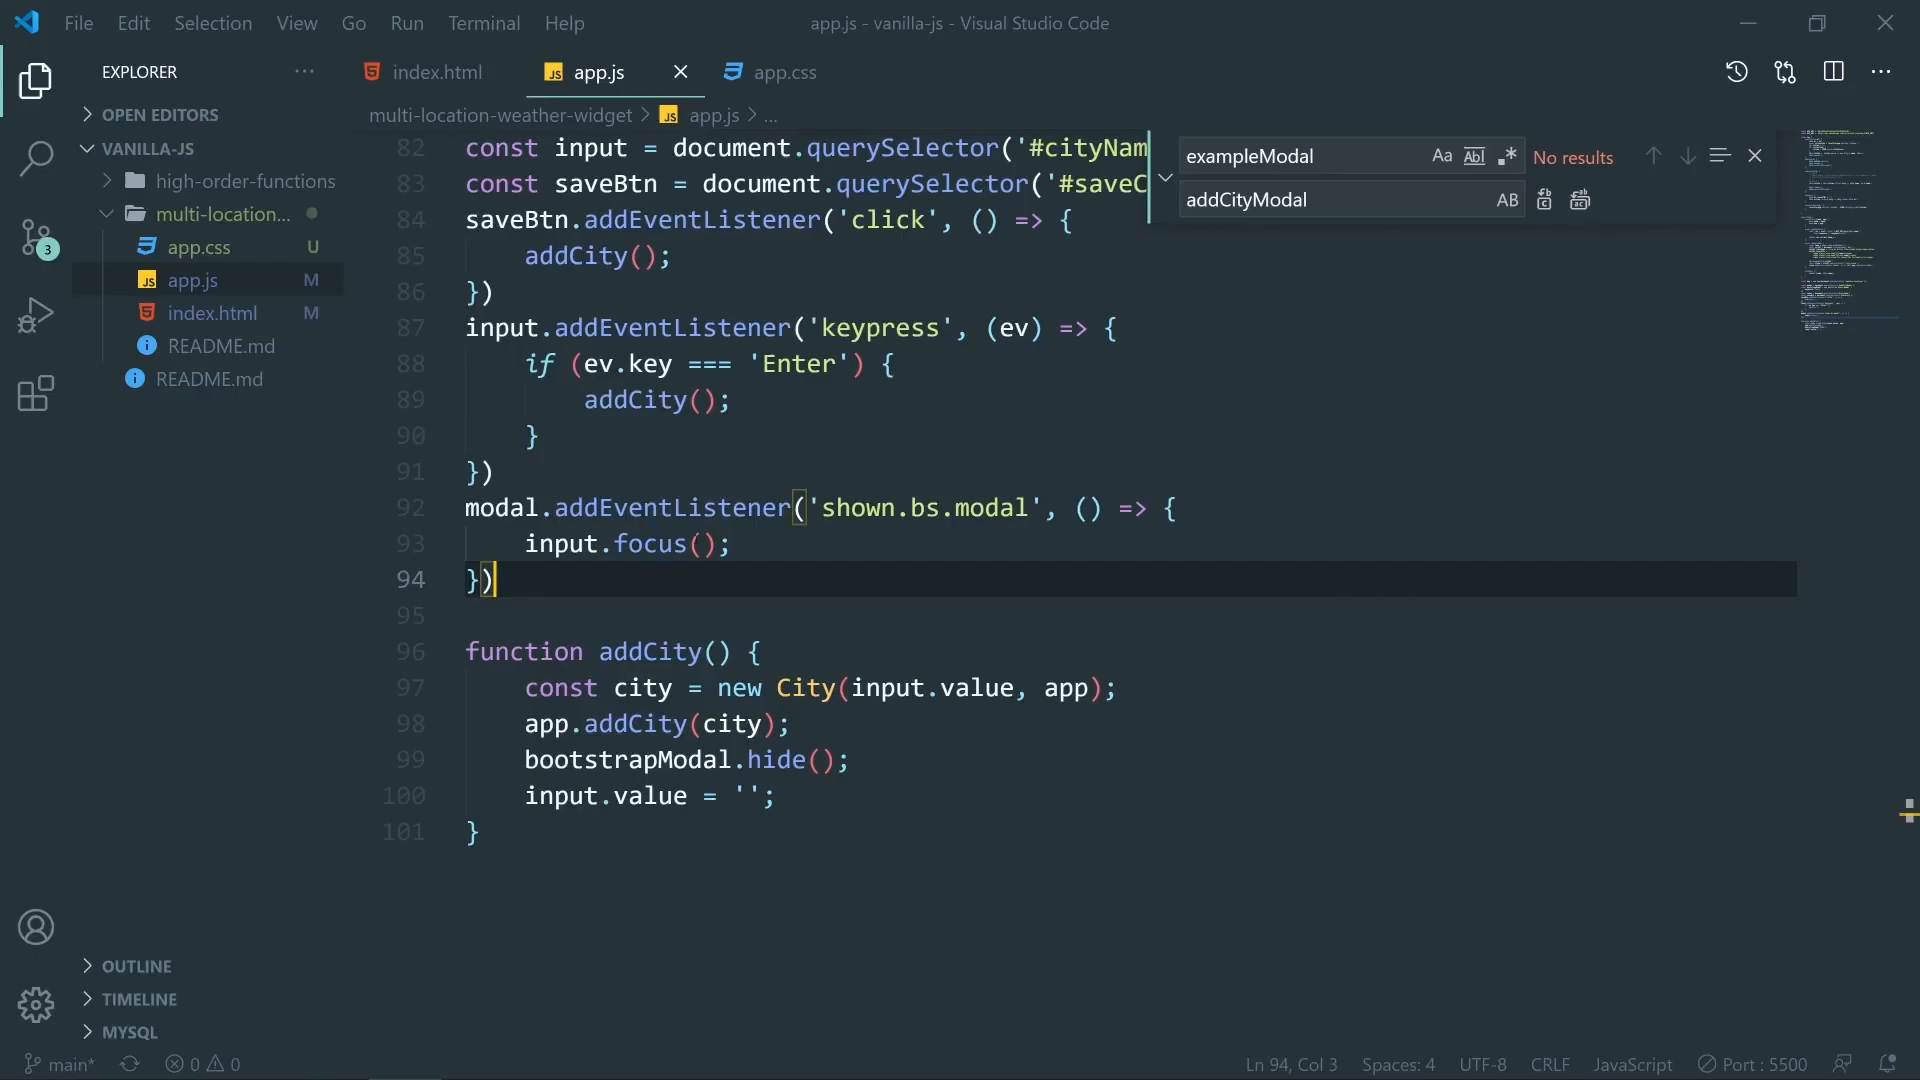 File Edit Selection View Go Run Terminal Help
app.js - vanilla-js - Visual Studio Code
EXPLORER
index.html
JS app.js
app.css
OPEN EDITORS
VANILLA-JS
high-order-functions
multi-location...
app.css U
JS app.js M
index.html M
README.md
README.md
3
OUTLINE
TIMELINE
MYSQL
multi-location-weather-widget > JS app.js > ...
82 const input = document.querySelector('#cityNam
83 const saveBtn = document.querySelector('#saveC
84 saveBtn.addEventListener('click', () => {
85 addCity();
86 })
87 input.addEventListener('keypress', (ev) => {
88 if (ev.key === 'Enter') {
89 addCity();
90 }
91 })
92 modal.addEventListener('shown.bs.modal', () => {
93 input.focus();
94 })
95
96 function addCity() {
97 const city = new City(input.value, app);
98 app.addCity(city);
99 bootstrapModal.hide();
100 input.value = '';
101 }
exampleModal Aa Abl .* No results
addCityModal AB
main* 0 0
Ln 94, Col 3 Spaces: 4 UTF-8 CRLF JavaScript Port : 5500